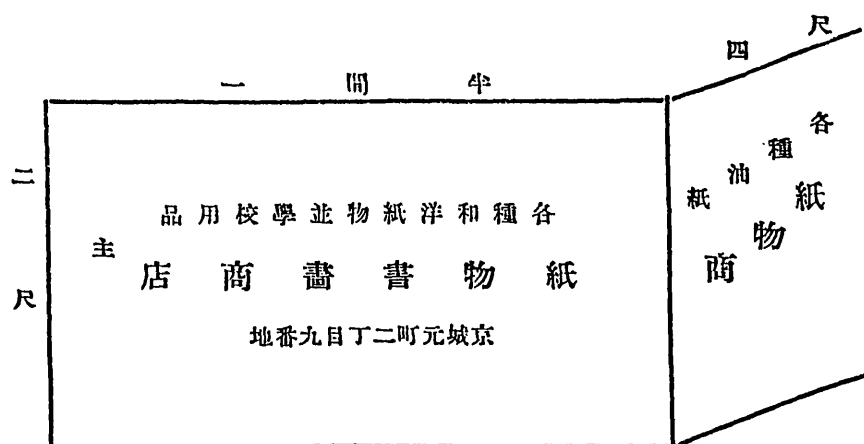 一間半
四尺
二尺
各種和洋紙物並學校用品
紙物書畵商店
主
京城元町二丁目九番地
各種油紙
紙物商